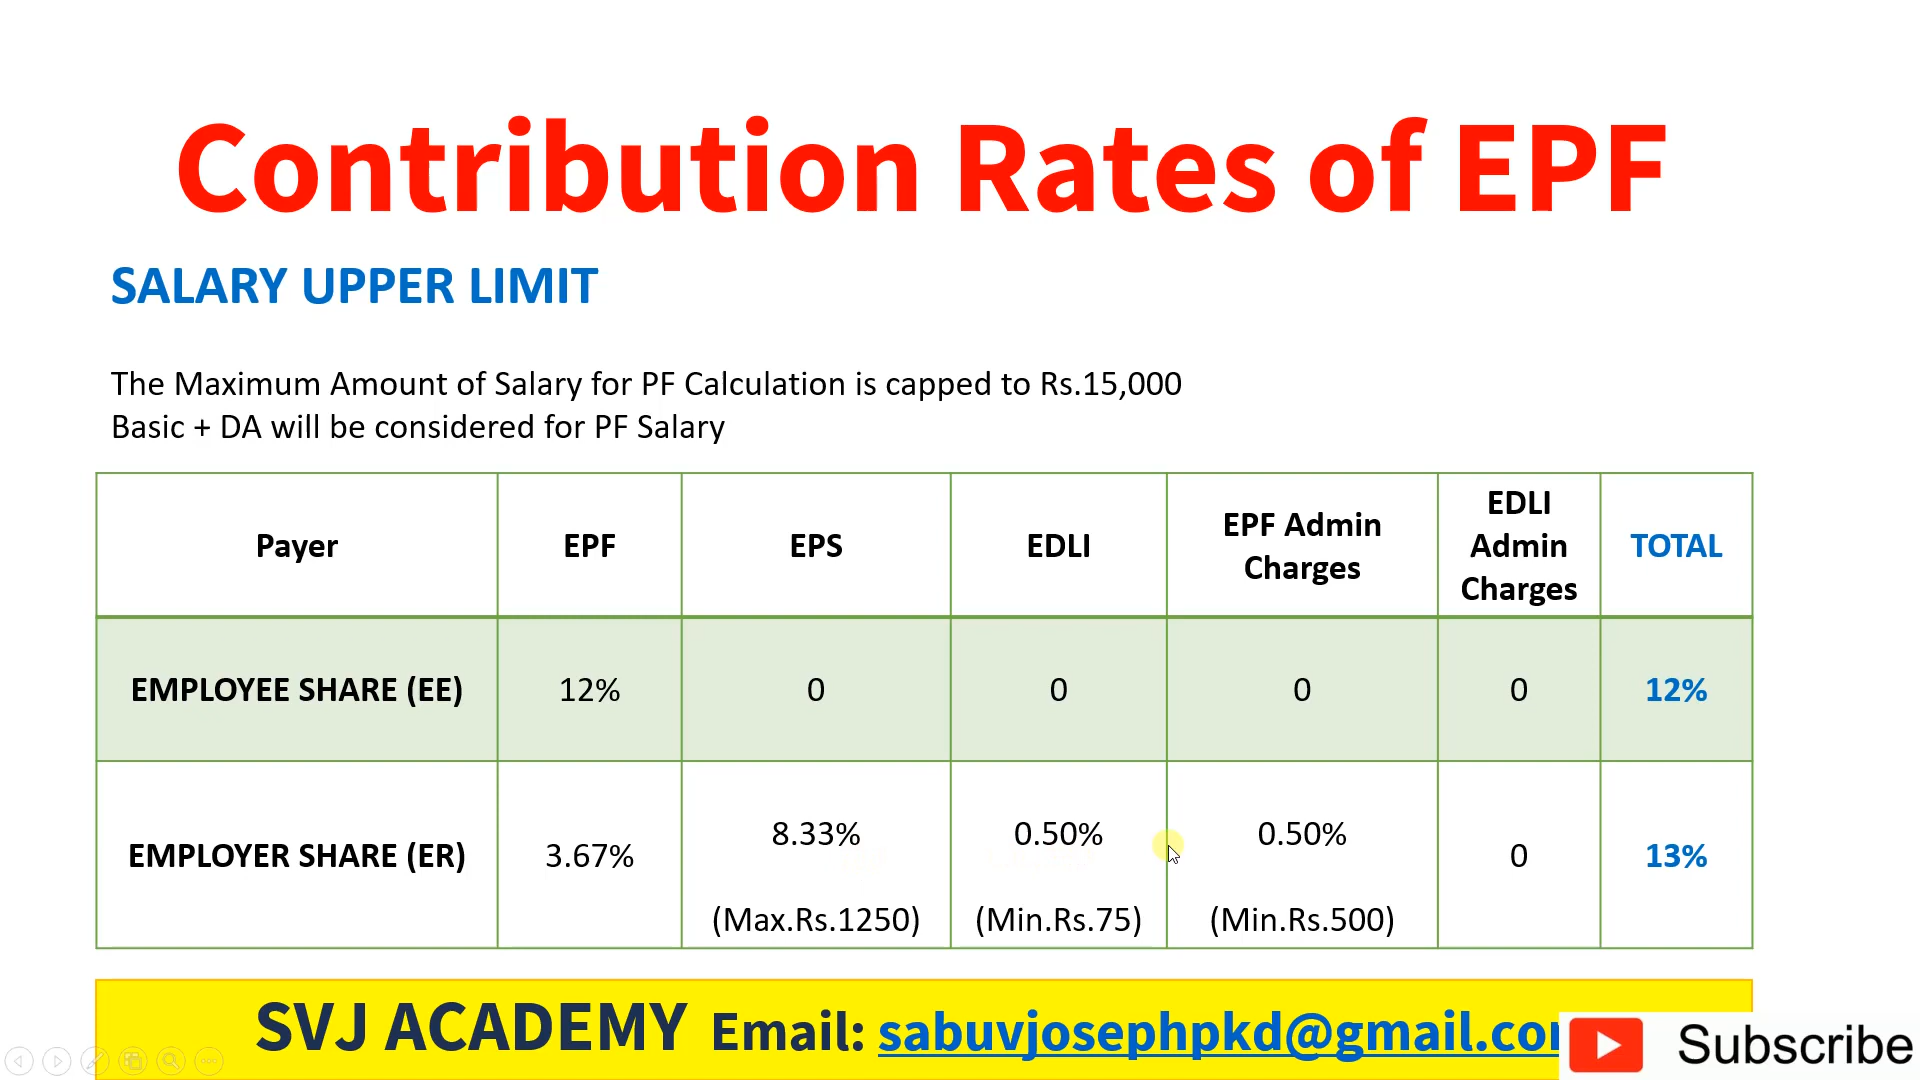 Contribution Rates of EPF
SALARY UPPER LIMIT
The Maximum Amount of Salary for PF Calculation is capped to Rs.15,000
Basic + DA will be considered for PF Salary
Payer EPF EPS EDLI EPF Admin Charges EDLI Admin Charges TOTAL
EMPLOYEE SHARE (EE) 12% 0 0 0 0 12%
EMPLOYER SHARE (ER) 3.67% 8.33% (Max.Rs.1250) 0.50% (Min.Rs.75) 0.50% (Min.Rs.500) 0 13%
SVJ ACADEMY Email: sabuvjosephpkd@gmail.co
Subscribe